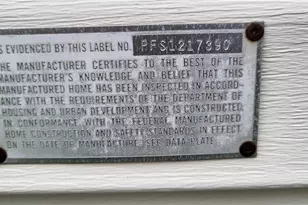 AS EVIDENCED BY THIS LABEL NO. PFS1217390
THE MANUFACTURER CERTIFIES TO THE BEST OF THE
MANUFACTURER'S KNOWLEDGE AND BELIEF THAT THIS
MANUFACTURED HOME HAS BEEN INSPECTED IN ACCORD-
ANCE WITH THE REQUIREMENTS OF THE DEPARTMENT OF
HOUSING AND URBAN DEVELOPMENT AND IS CONSTRUCTED
IN CONFORMANCE WITH THE FEDERAL MANUFACTURED
HOME CONSTRUCTION AND SAFETY STANDARDS IN EFFECT
ON THE DATE OF MANUFACTURE. SEE DATA PLATE.